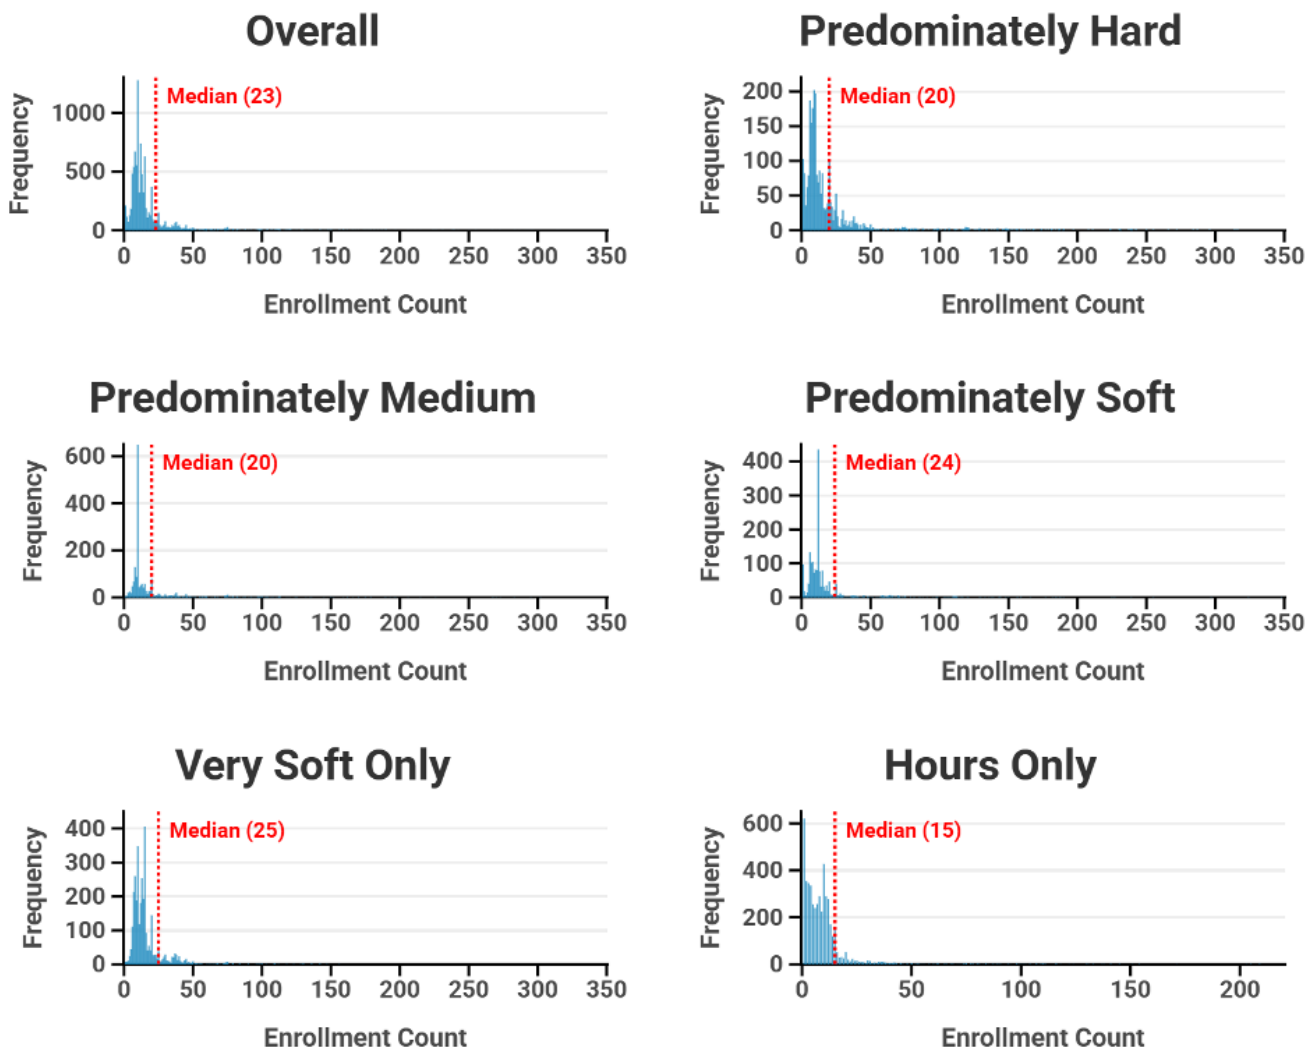 Overall
Frequency
1000
500
0
Median (23)
0 50 100 150 200 250 300 350
Enrollment Count
Predominately Hard
Frequency
200
150
100
50
0
Median (20)
0 50 100 150 200 250 300 350
Enrollment Count
Predominately Medium
Frequency
600
400
200
0
Median (20)
0 50 100 150 200 250 300 350
Enrollment Count
Predominately Soft
Frequency
400
300
200
100
0
Median (24)
0 50 100 150 200 250 300 350
Enrollment Count
Very Soft Only
Frequency
400
300
200
100
0
Median (25)
0 50 100 150 200 250 300 350
Enrollment Count
Hours Only
Frequency
600
400
200
0
Median (15)
0 50 100 150 200
Enrollment Count